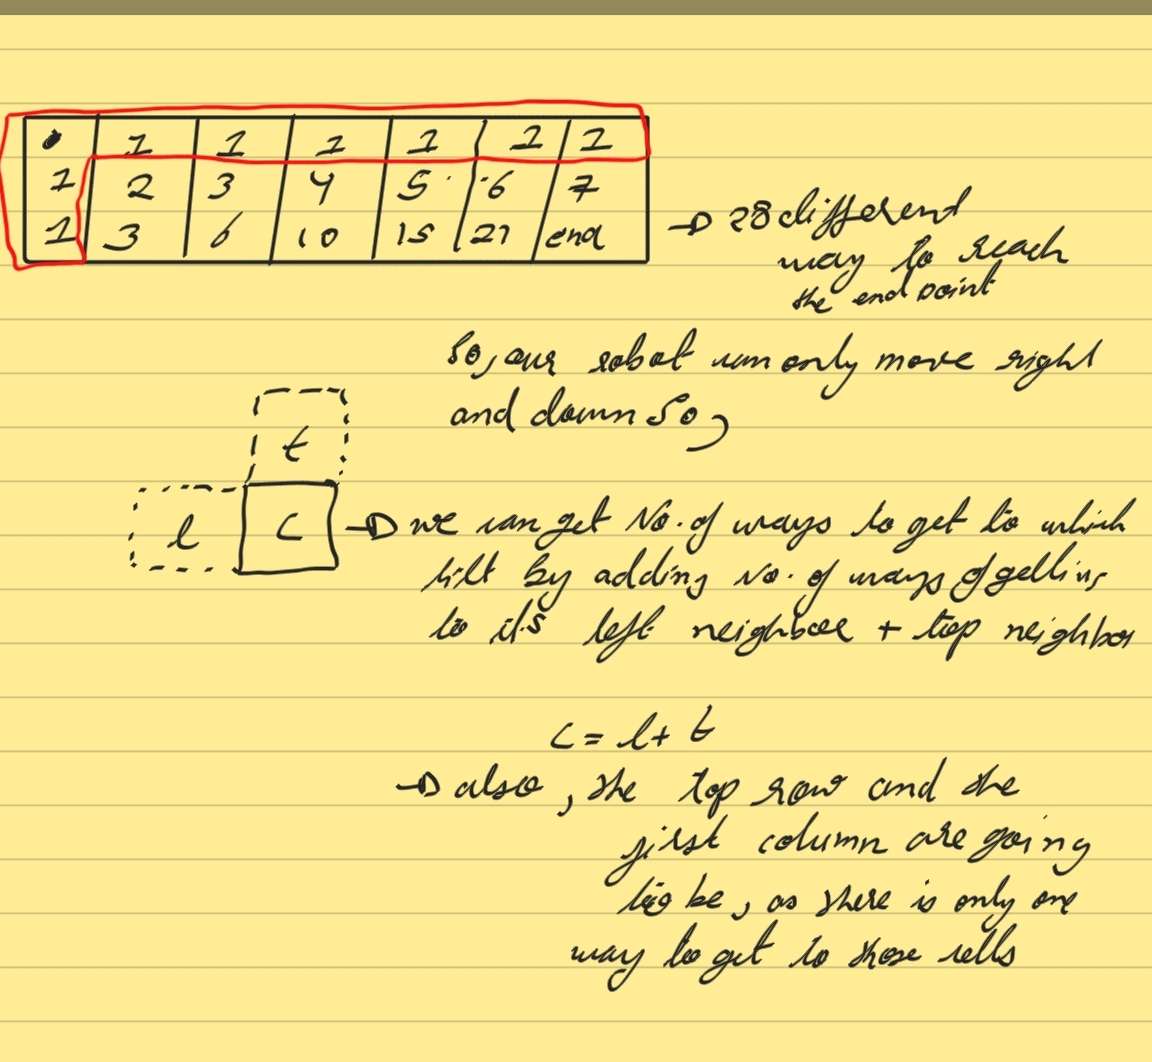 1 1 1 1 1 1
1 2 3 4 5 6 7
1 3 6 10 15 21 end
→ 28 different
way to reach
the end point
So, our robot can only move right
and down So,
t
l C → we can get No. of ways to get to which
by adding No. of ways of getting
to it's left neighbour + top neighbor
C = l + t
→ also, the top row and the
first column are going
be, as there is only one
way to get to those cells